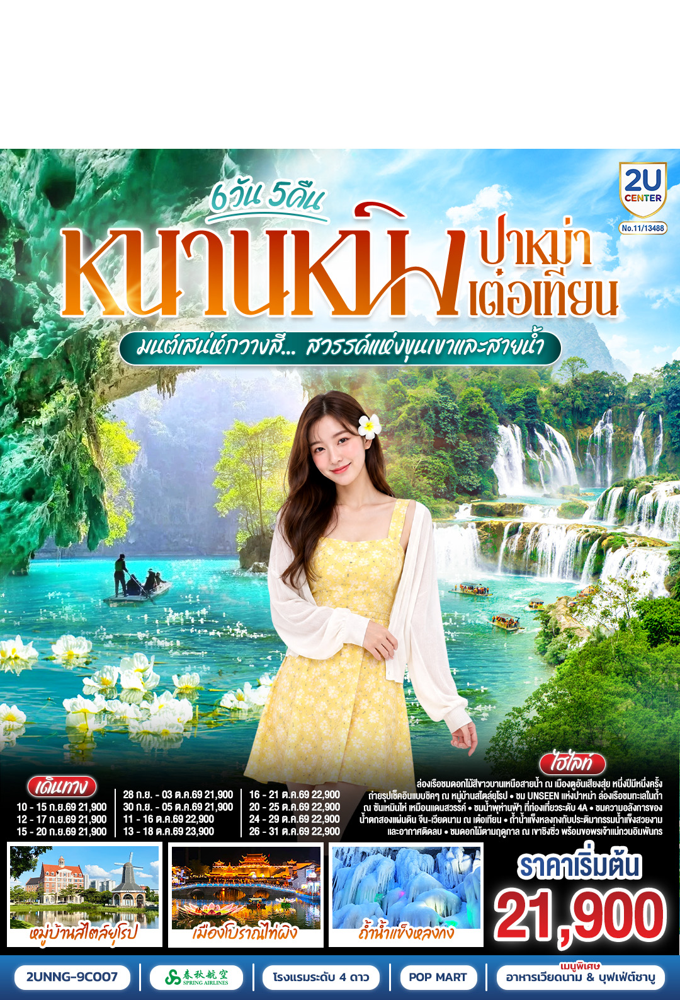 2U
CENTER
No.11/13488
6วัน 5คืน
หนานหนิง
ปาหม่า
เต๋อเทียน
มนต์เสน่ห์กวางสี... สวรรค์แห่งขุนเขาและสายน้ำ
เดินทาง
10 - 15 ก.ย.69 21,900
12 - 17 ก.ย.69 21,900
15 - 20 ก.ย.69 21,900
28 ก.ย. - 03 ต.ค.69 21,900
30 ก.ย. - 05 ต.ค.69 21,900
11 - 16 ต.ค.69 22,900
13 - 18 ต.ค.69 23,900
16 - 21 ต.ค.69 22,900
20 - 25 ต.ค.69 22,900
24 - 29 ต.ค.69 22,900
26 - 31 ต.ค.69 22,900
ไฮไลท์
ล่องเรือชมดอกไม้สีขาวบานเหนือสายน้ำ ณ เมืองตูอันเสียงสุ่ย หนึ่งปีมีหนึ่งครั้ง
ถ่ายรุปเช็คอินแบบชิคๆ ณ หมู่บ้านสไตล์ยุโรป • ชม UNSEEN แห่งปาหม่า ล่องเรือชมทะเลในถ้ำ
ณ ซันเหมินไห่ เหมือนแดนสวรรค์ • ชมน้ำพุห่านฟ้า ที่ท่องเที่ยวระดับ 4A • ชมความอลังการของ
น้ำตกสองแผ่นดิน จีน-เวียดนาม ณ เต๋อเทียน • ถ้ำน้ำแข็งหลงกงกับประติมากรรมน้ำแข็งสวยงาม
และอากาศติดลบ • ชมดอกไม้ตามฤดูกาล ณ เขาชิงซิ่ว พร้อมขอพรเจ้าแม่กวนอิมพันกร
หมู่บ้านสไตล์ยุโรป
เมืองโบราณไท่ผิง
ถ้ำน้ำแข็งหลงกง
ราคาเริ่มต้น
21,900
2UNNG-9C007
春秋航空
SPRING AIRLINES
โรงแรมระดับ 4 ดาว
POP MART
เมนูพิเศษ
อาหารเวียดนาม & บุฟเฟ่ต์ชาบู